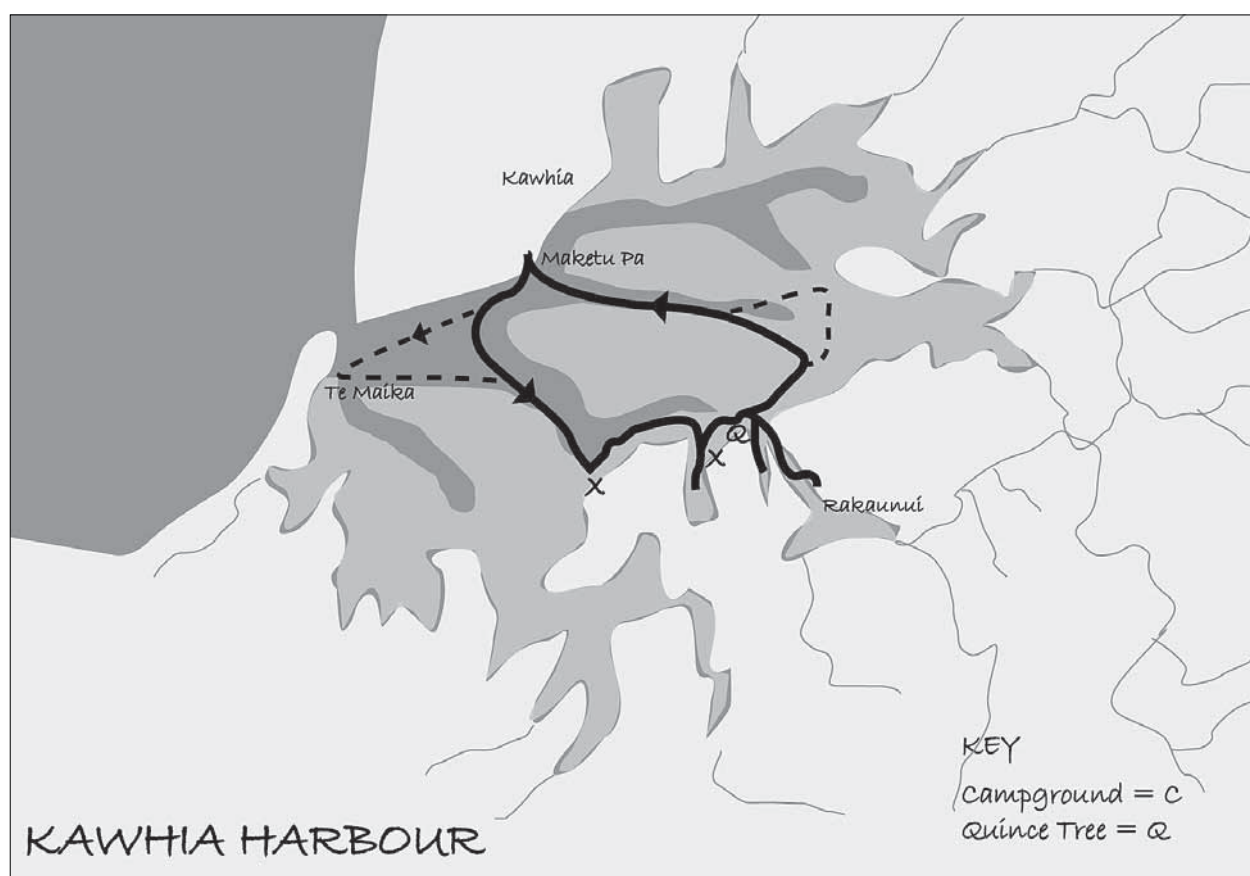 Kawhia
Maketu Pa
Te Maika
Q
X
X
Rakaunui
KEY
Campground = C
Quince Tree = Q
KAWHIA HARBOUR